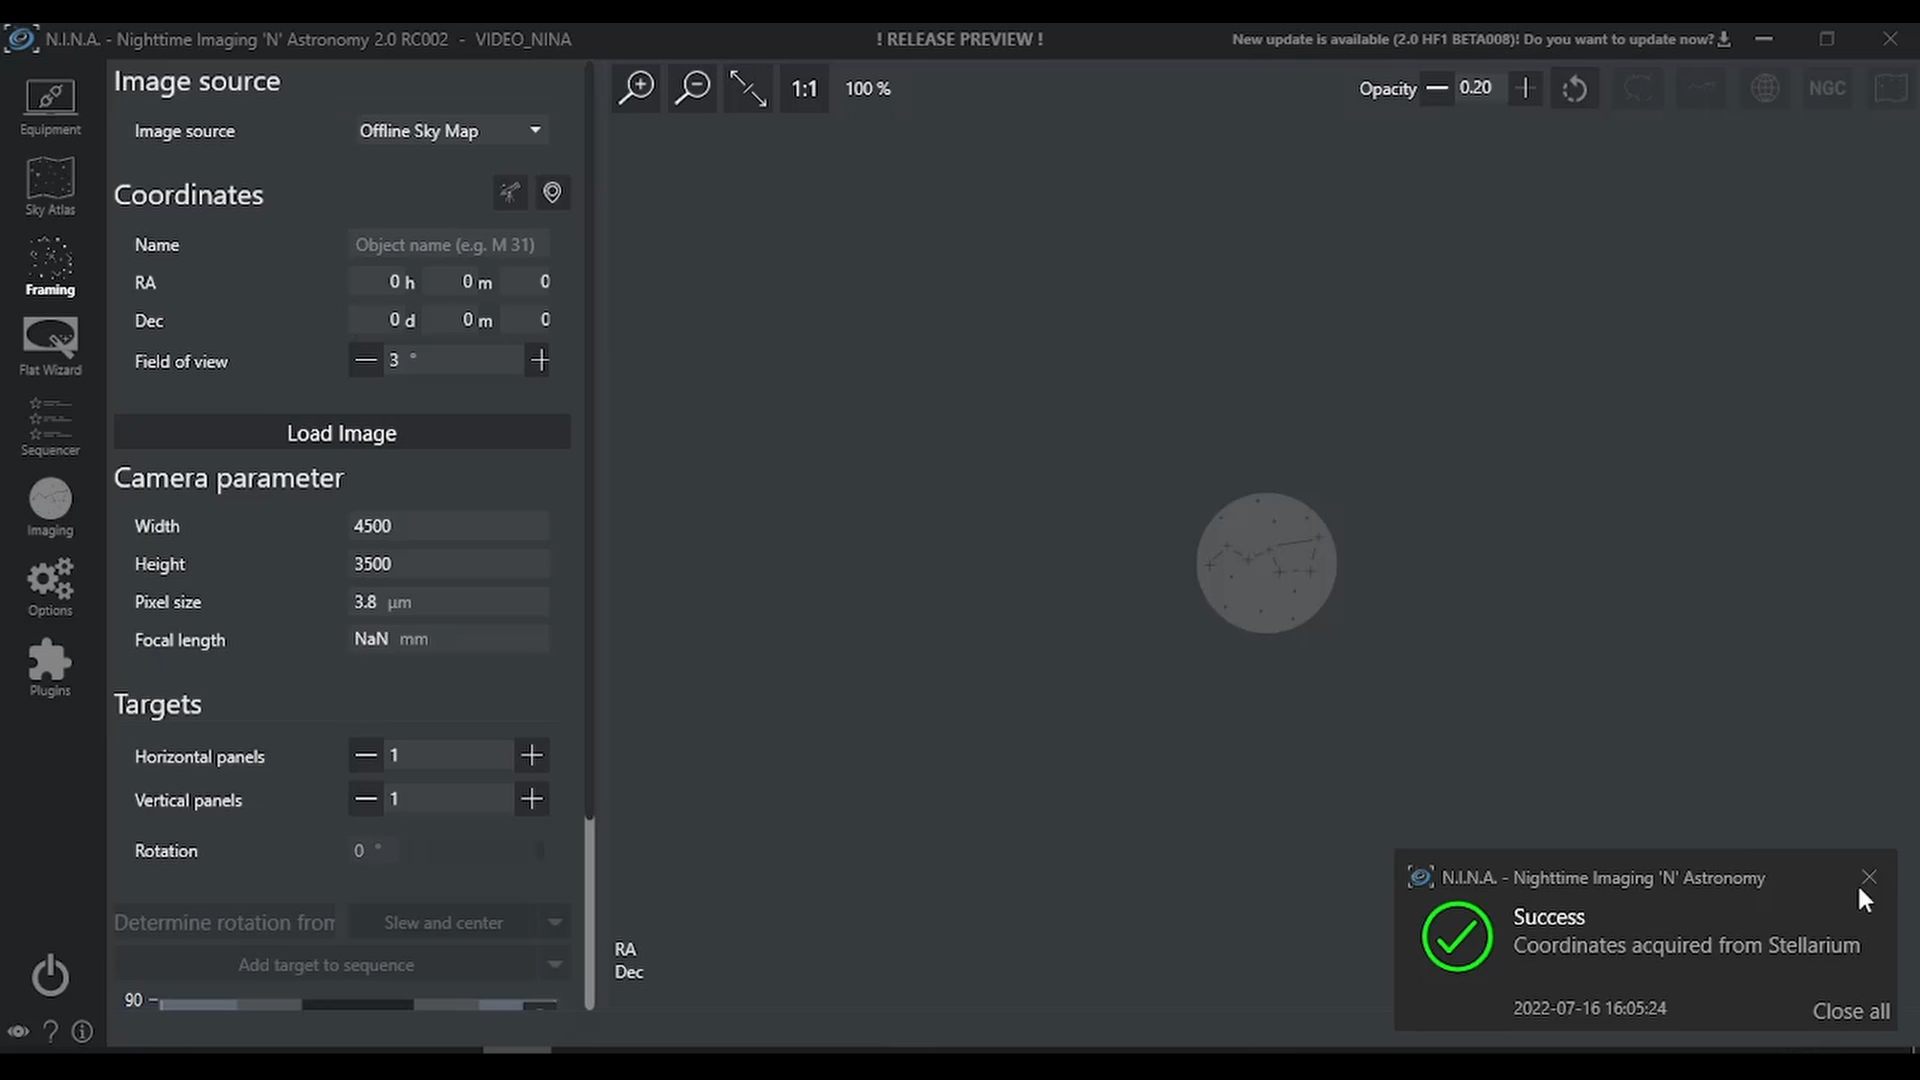 N.I.N.A. - Nighttime Imaging 'N' Astronomy 2.0 RC002 - VIDEO_NINA
! RELEASE PREVIEW !
New update is available (2.0 HF1 BETA008)! Do you want to update now?
Equipment
Sky Atlas
Framing
Flat Wizard
Sequencer
Imaging
Options
Plugins
Image source
Image source Offline Sky Map
Coordinates
Name Object name (e.g. M 31)
RA 0 h 0 m 0
Dec 0 d 0 m 0
Field of view 3 °
Load Image
Camera parameter
Width 4500
Height 3500
Pixel size 3.8 µm
Focal length NaN mm
Targets
Horizontal panels 1
Vertical panels 1
Rotation 0 °
Determine rotation from Slew and center
Add target to sequence
90
1:1 100 %
Opacity 0.20
NGC
RA
Dec
N.I.N.A. - Nighttime Imaging 'N' Astronomy
Success
Coordinates acquired from Stellarium
2022-07-16 16:05:24 Close all